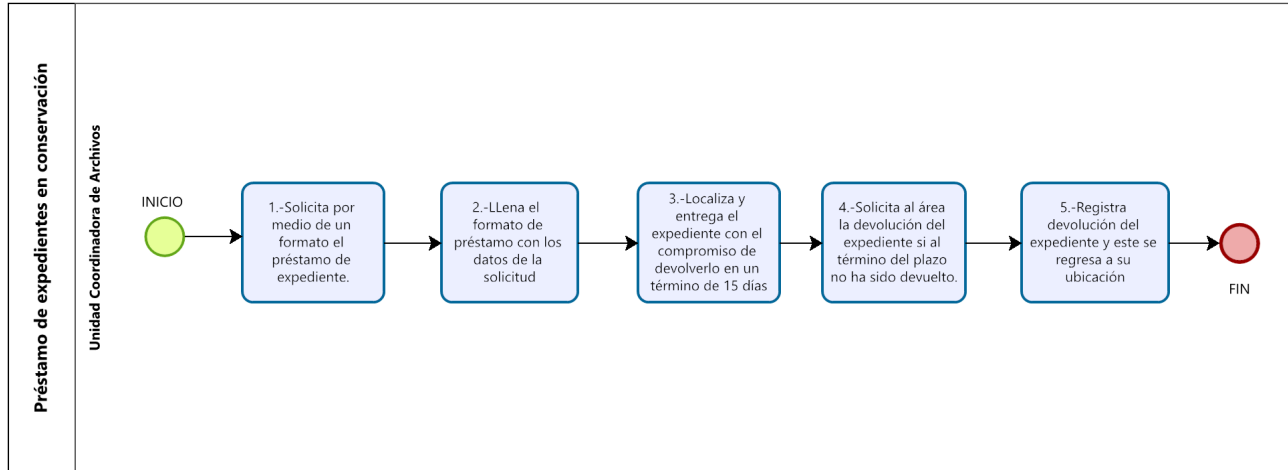 Préstamo de expedientes en conservación
Unidad Coordinadora de Archivos
INICIO
1.-Solicita por
medio de un
formato el
préstamo de
expediente.
2.-LLena el
formato de
préstamo con los
datos de la
solicitud
3.-Localiza y
entrega el
expediente con el
compromiso de
devolverlo en un
término de 15 días
4.-Solicita al área
la devolución del
expediente si al
término del plazo
no ha sido devuelto.
5.-Registra
devolución del
expediente y este se
regresa a su
ubicación
FIN